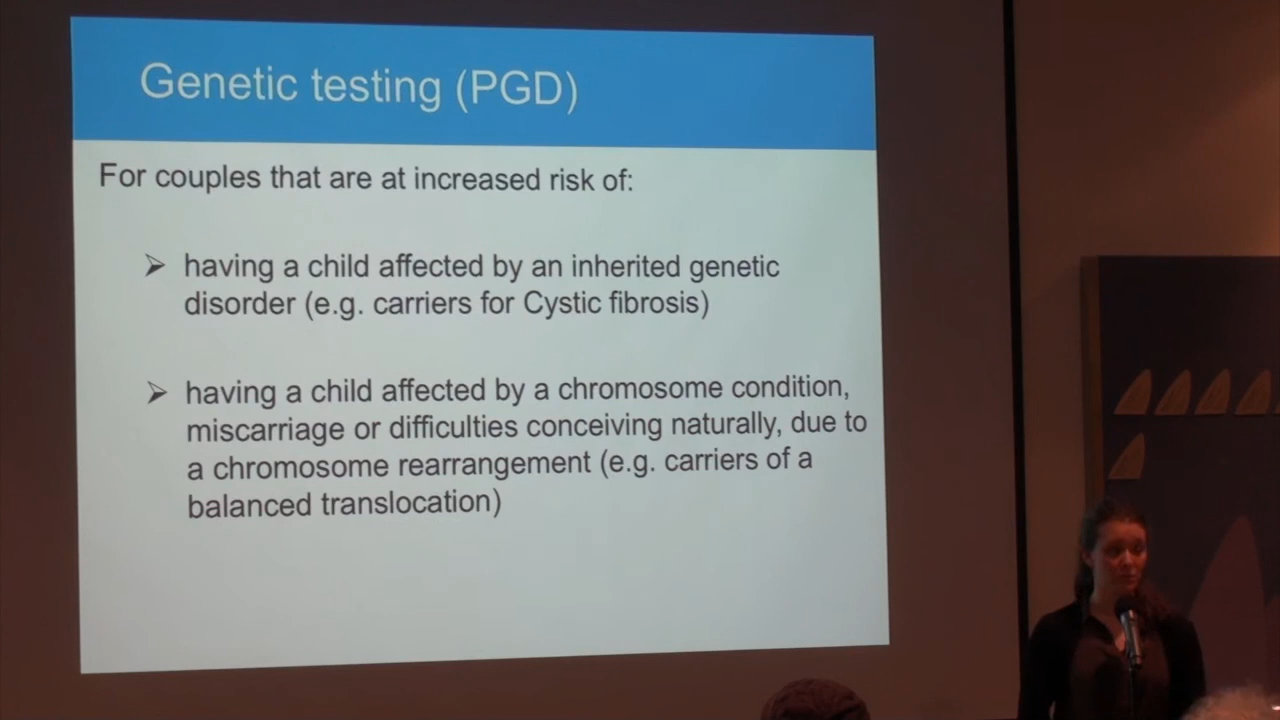 Genetic testing (PGD)
For couples that are at increased risk of:
➢ having a child affected by an inherited genetic
disorder (e.g. carriers for Cystic fibrosis)
➢ having a child affected by a chromosome condition,
miscarriage or difficulties conceiving naturally, due to
a chromosome rearrangement (e.g. carriers of a
balanced translocation)